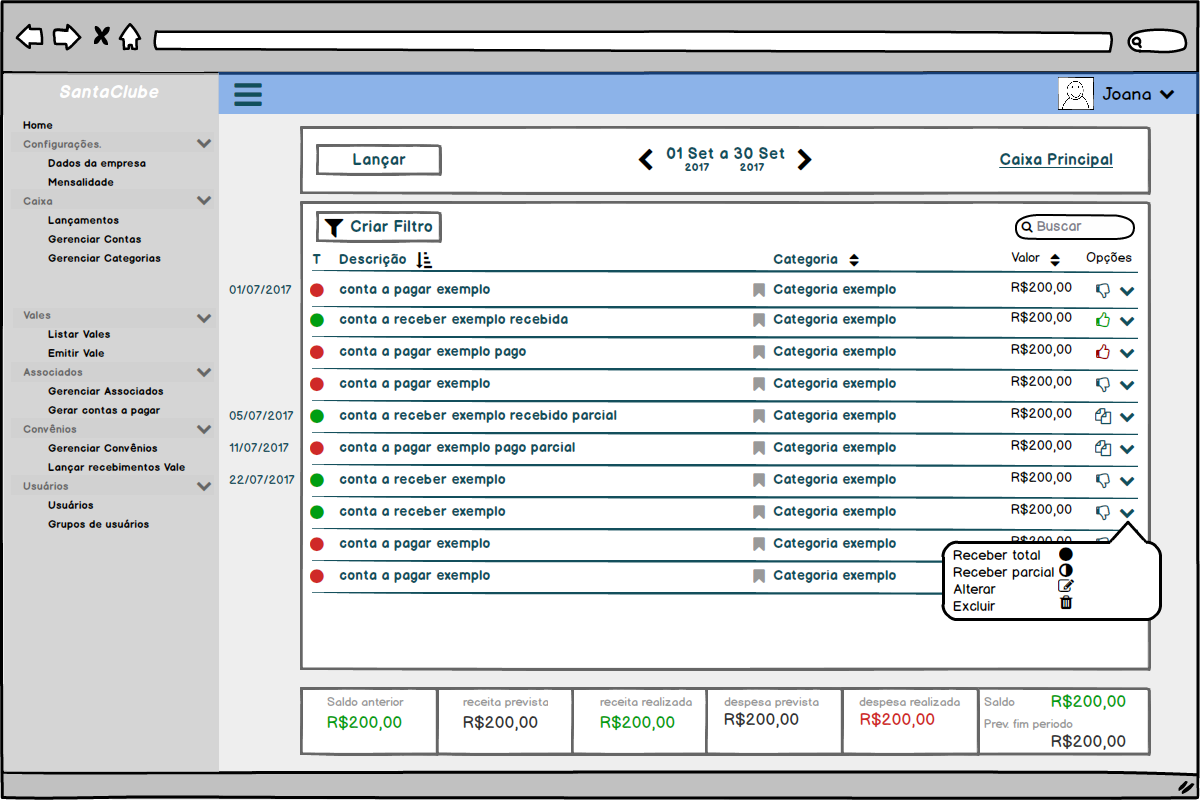 SantaClube
Joana
Home
Configurações.
Dados da empresa
Mensalidade
Caixa
Lançamentos
Gerenciar Contas
Gerenciar Categorias
Vales
Listar Vales
Emitir Vale
Associados
Gerenciar Associados
Gerar contas a pagar
Convênios
Gerenciar Convênios
Lançar recebimentos Vale
Usuários
Usuários
Grupos de usuários
Lançar
01 Set a 30 Set
2017 2017
Caixa Principal
Criar Filtro
Buscar
T Descrição Categoria Valor Opções
01/07/2017 conta a pagar exemplo Categoria exemplo R$200,00
conta a receber exemplo recebida Categoria exemplo R$200,00
conta a pagar exemplo pago Categoria exemplo R$200,00
conta a pagar exemplo Categoria exemplo R$200,00
05/07/2017 conta a receber exemplo recebido parcial Categoria exemplo R$200,00
11/07/2017 conta a pagar exemplo pago parcial Categoria exemplo R$200,00
22/07/2017 conta a receber exemplo Categoria exemplo R$200,00
conta a receber exemplo Categoria exemplo R$200,00
conta a pagar exemplo Categoria exemplo R$200,00
conta a pagar exemplo Categoria exemplo
Receber total
Receber parcial
Alterar
Excluir
Saldo anterior
R$200,00
receita prevista
R$200,00
receita realizada
R$200,00
despesa prevista
R$200,00
despesa realizada
R$200,00
Saldo R$200,00
Prev. fim periodo
R$200,00